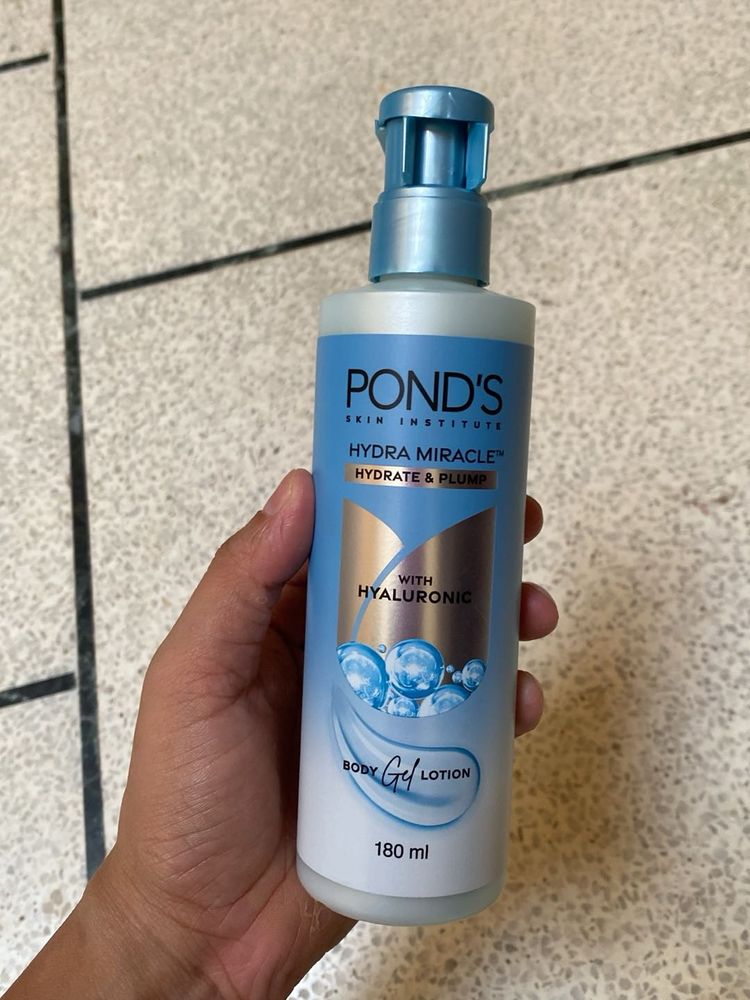 POND'S
SKIN INSTITUTE
HYDRA MIRACLE™
HYDRATE & PLUMP
WITH
HYALURONIC
BODY Gel LOTION
180 ml